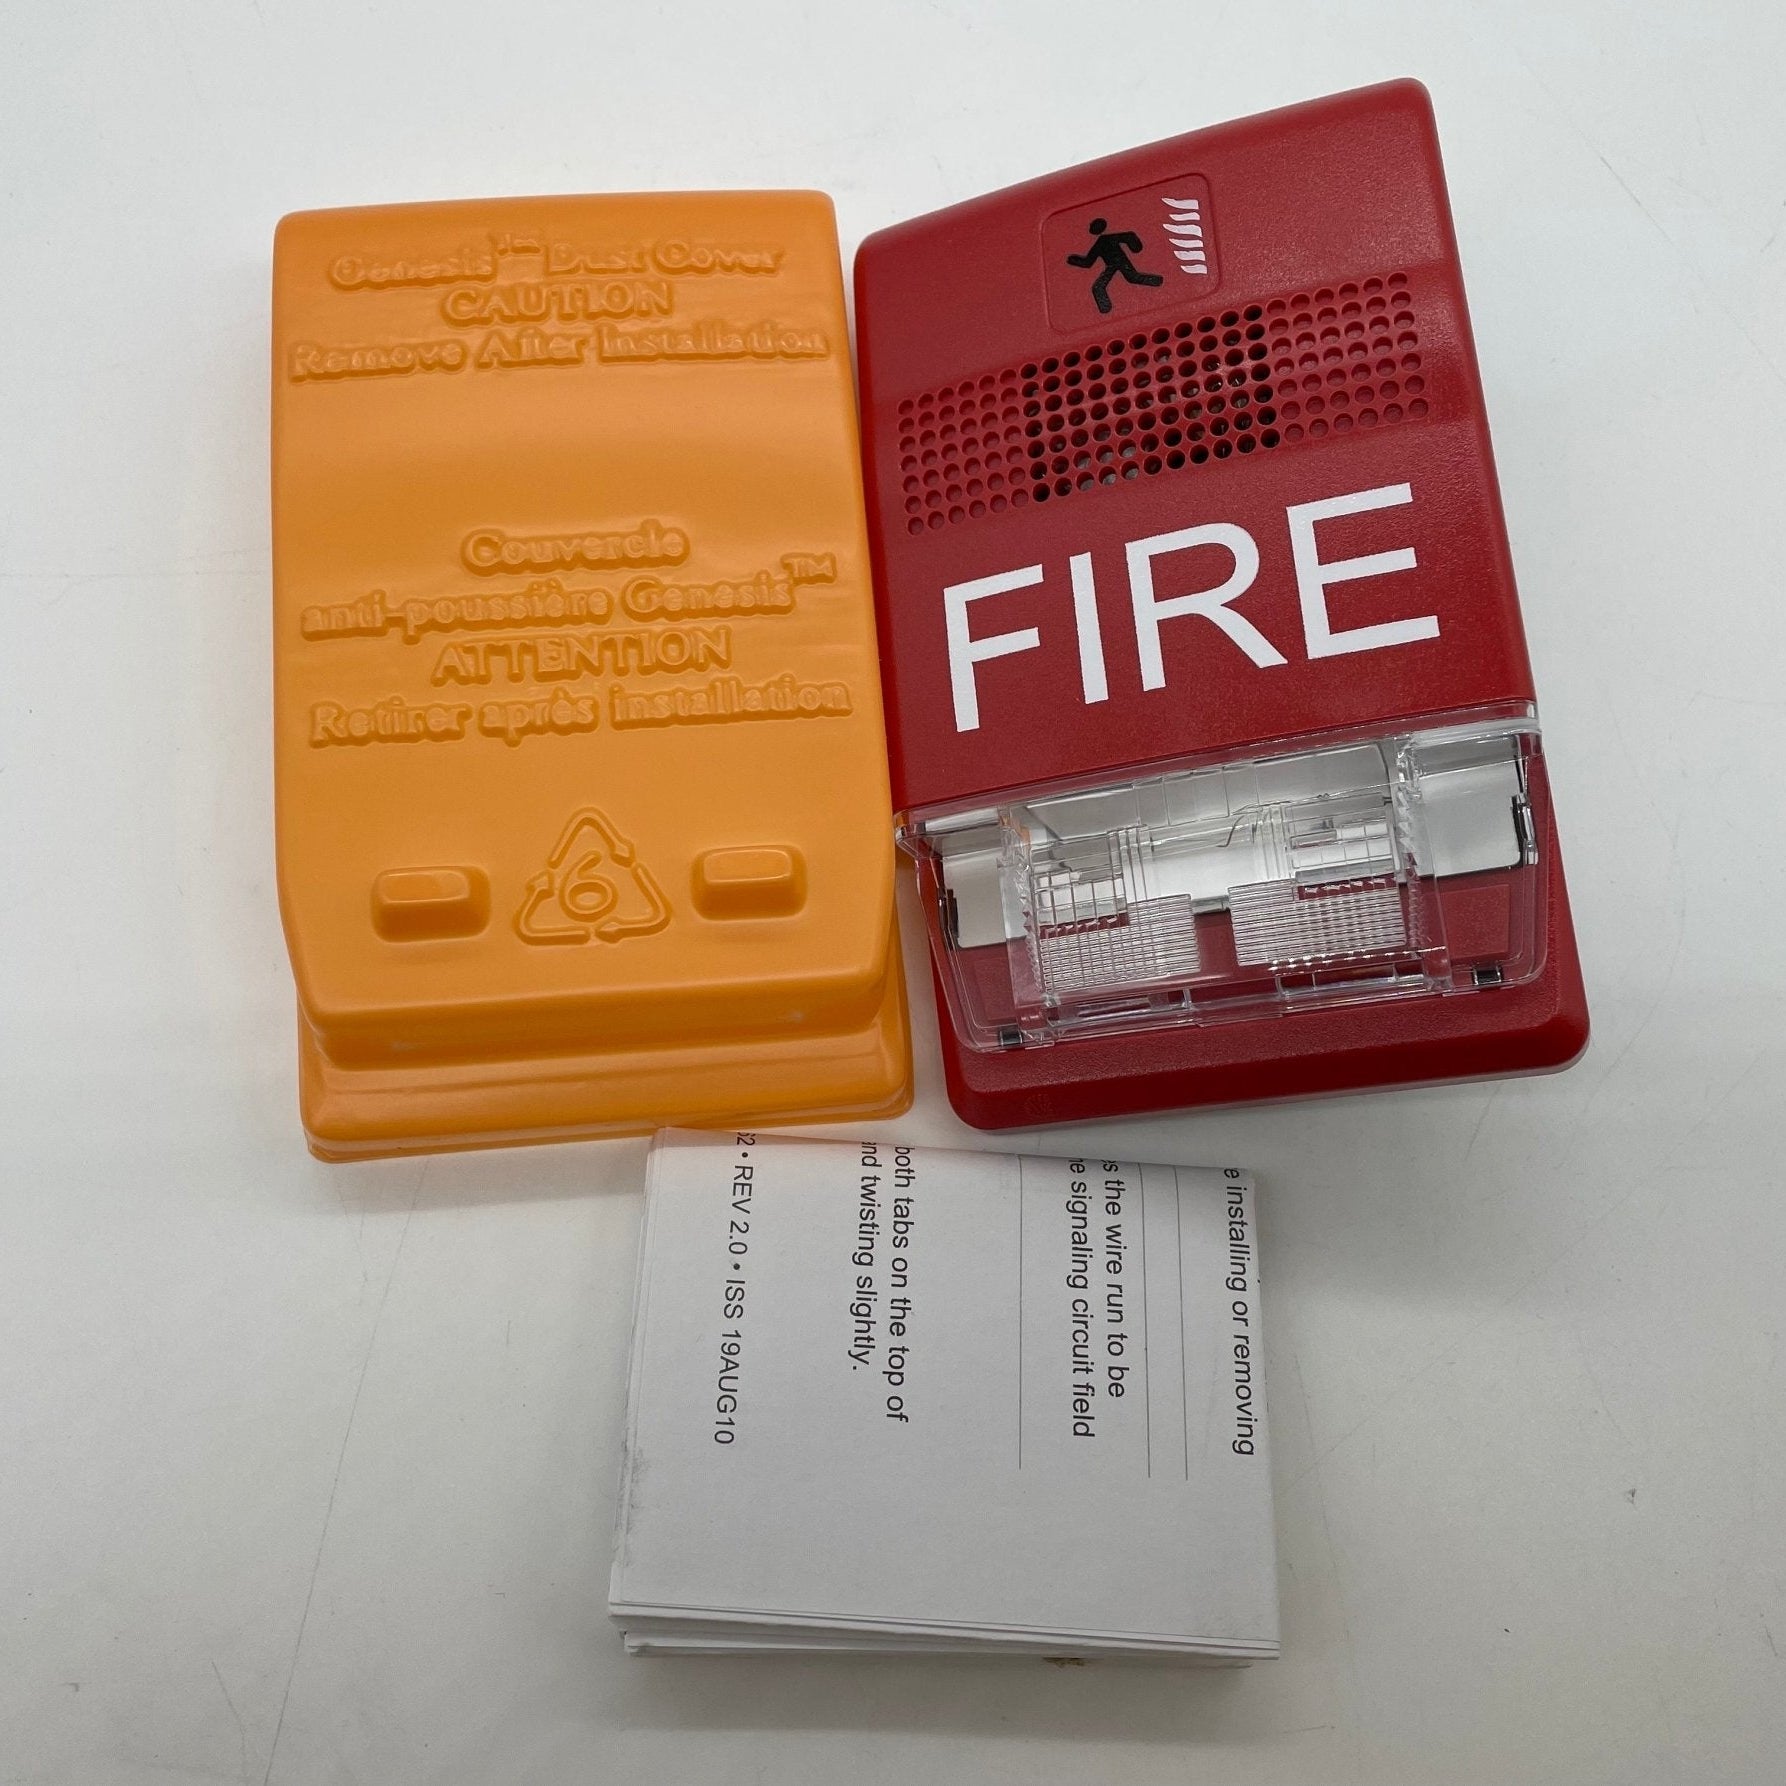 Genesis™ Dust Cover
CAUTION
Remove After Installation
Couvercle
anti-poussière Genesis™
ATTENTION
Retirer après installation
6
FIRE
e installing or removing
s the wire run to be
e signaling circuit field
both tabs on the top of
nd twisting slightly.
62 • REV 2.0 • ISS 19AUG10